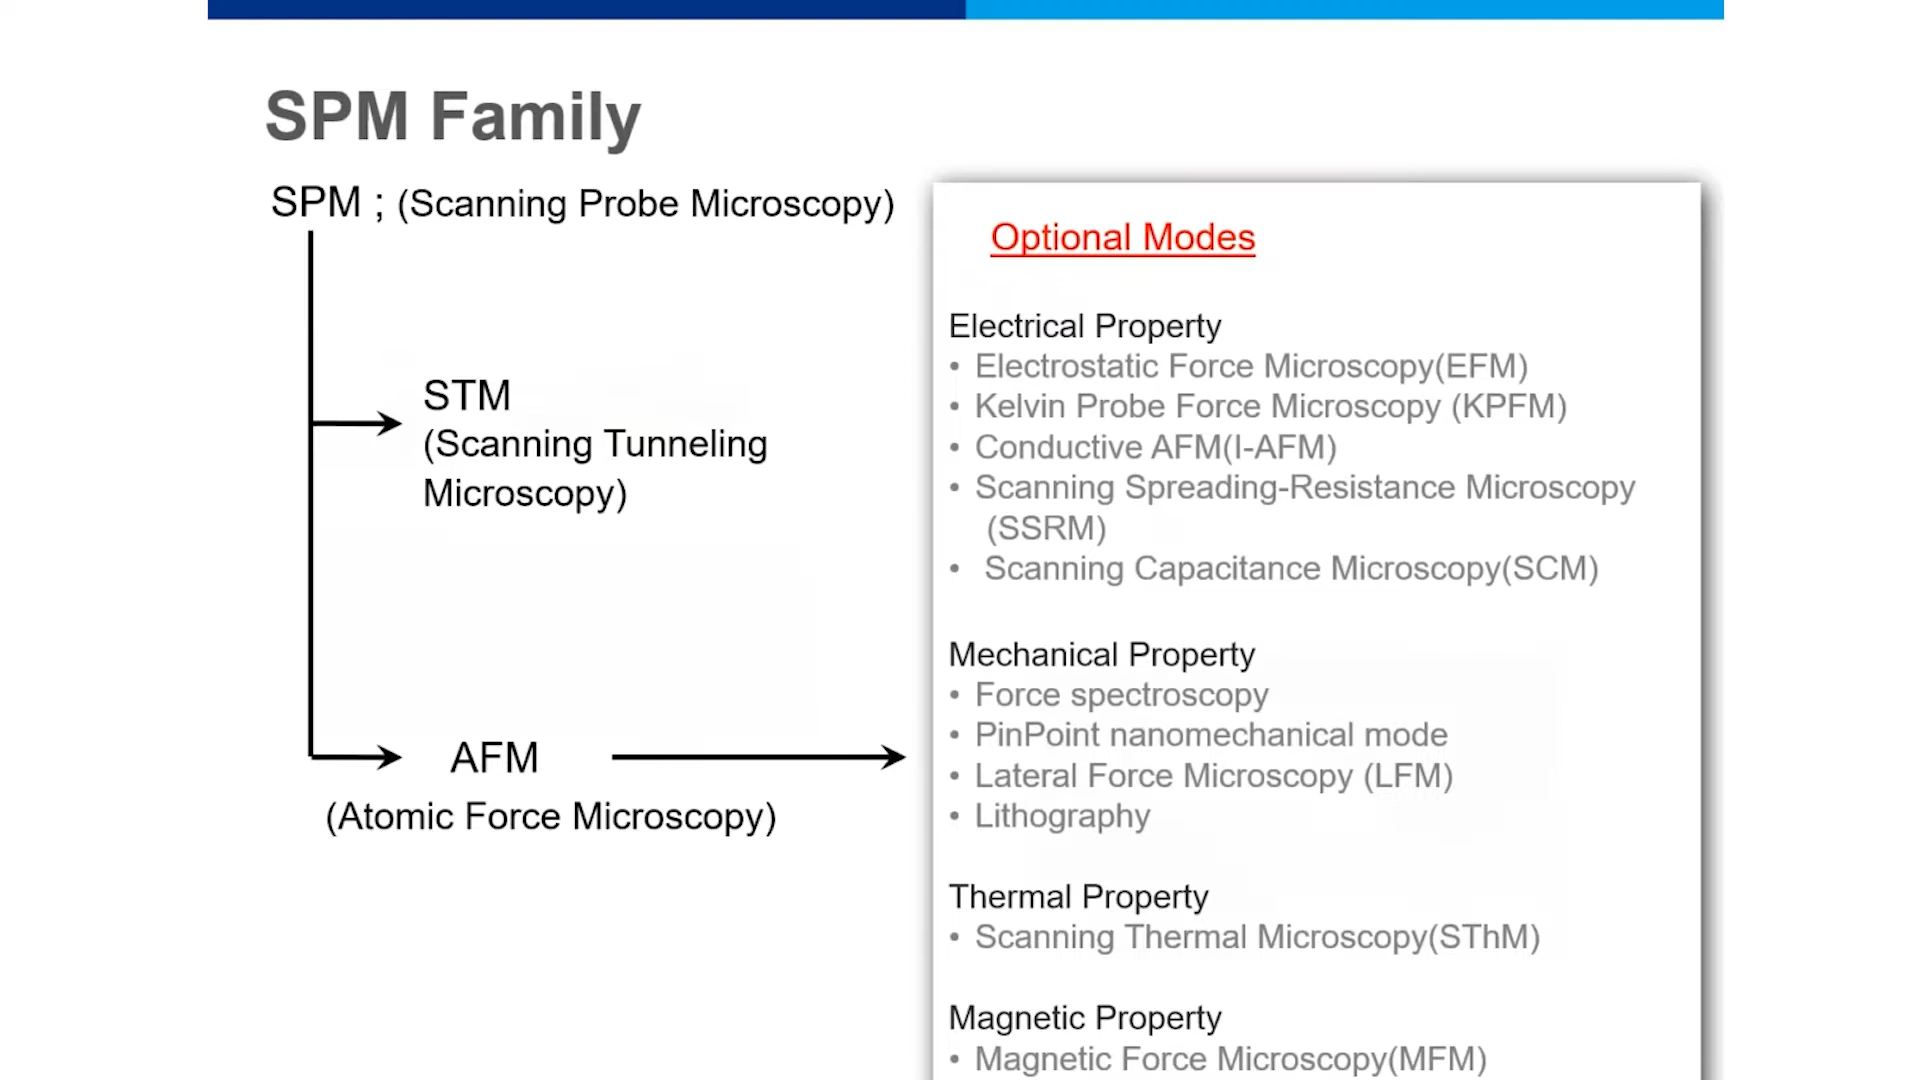 SPM Family
SPM ; (Scanning Probe Microscopy)
STM
(Scanning Tunneling
Microscopy)
AFM
(Atomic Force Microscopy)
Optional Modes
Electrical Property
• Electrostatic Force Microscopy(EFM)
• Kelvin Probe Force Microscopy (KPFM)
• Conductive AFM(I-AFM)
• Scanning Spreading-Resistance Microscopy
(SSRM)
• Scanning Capacitance Microscopy(SCM)
Mechanical Property
• Force spectroscopy
• PinPoint nanomechanical mode
• Lateral Force Microscopy (LFM)
• Lithography
Thermal Property
• Scanning Thermal Microscopy(SThM)
Magnetic Property
• Magnetic Force Microscopy(MFM)